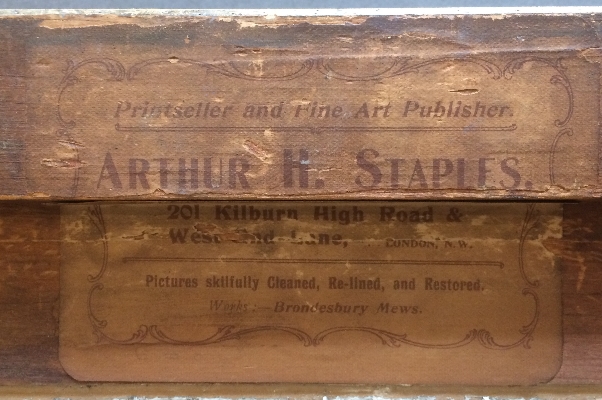 Printseller and Fine Art Publisher.
ARTHUR H. STAPLES.
201 Kilburn High Road &
West End Lane, LONDON, N.W.
Pictures skilfully Cleaned, Re-lined, and Restored.
Works:—Brondesbury Mews.